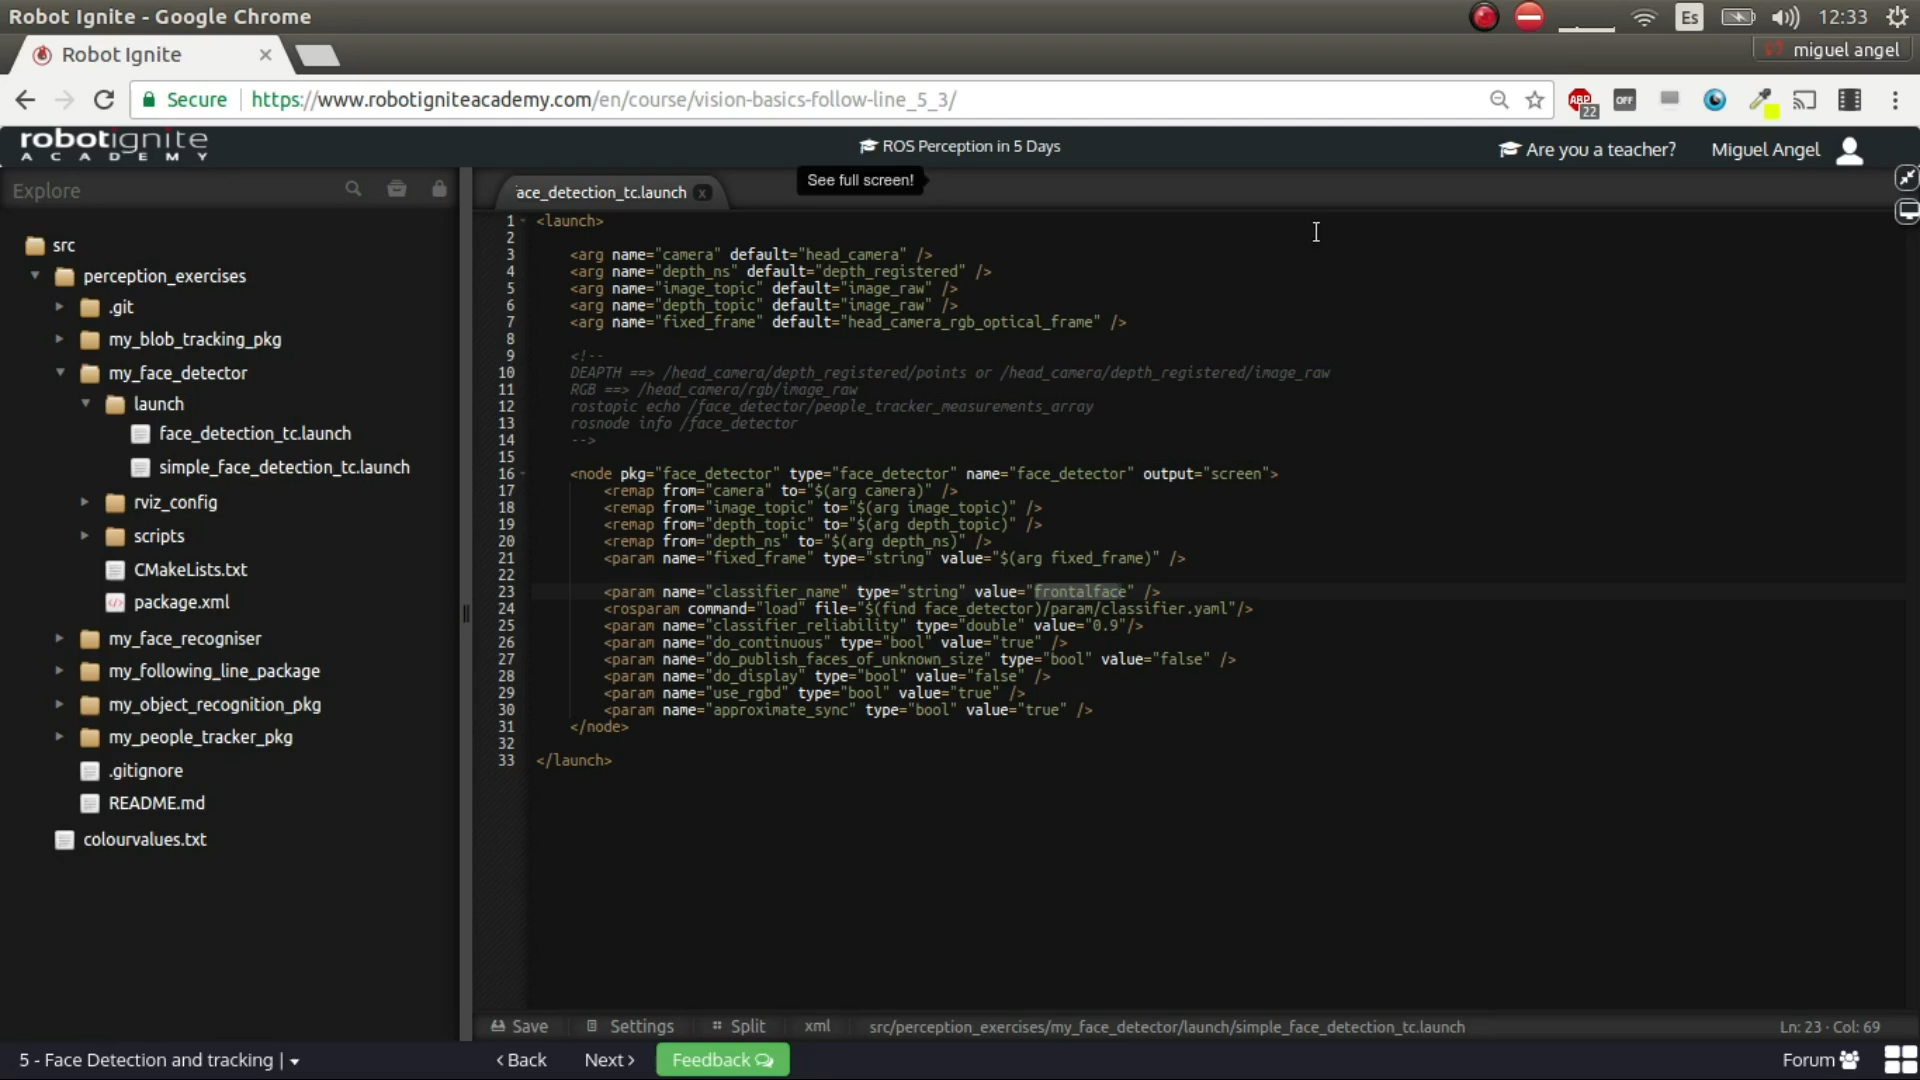 Robot Ignite - Google Chrome
Es
12:33
Robot Ignite
miguel angel
Secure
https://www.robotigniteacademy.com/en/course/vision-basics-follow-line_5_3/
ABP
22
OFF
robotignite
ACADEMY
ROS Perception in 5 Days
Are you a teacher?
Miguel Angel
Explore
ace_detection_tc.launch x
See full screen!
src
perception_exercises
.git
my_blob_tracking_pkg
my_face_detector
launch
face_detection_tc.launch
simple_face_detection_tc.launch
rviz_config
scripts
CMakeLists.txt
package.xml
my_face_recogniser
my_following_line_package
my_object_recognition_pkg
my_people_tracker_pkg
.gitignore
README.md
colourvalues.txt
1 <launch>
2
3 <arg name="camera" default="head_camera" />
4 <arg name="depth_ns" default="depth_registered" />
5 <arg name="image_topic" default="image_raw" />
6 <arg name="depth_topic" default="image_raw" />
7 <arg name="fixed_frame" default="head_camera_rgb_optical_frame" />
8
9 <!--
10 DEAPTH ==> /head_camera/depth_registered/points or /head_camera/depth_registered/image_raw
11 RGB ==> /head_camera/rgb/image_raw
12 rostopic echo /face_detector/people_tracker_measurements_array
13 rosnode info /face_detector
14 -->
15
16 <node pkg="face_detector" type="face_detector" name="face_detector" output="screen">
17 <remap from="camera" to="$(arg camera)" />
18 <remap from="image_topic" to="$(arg image_topic)" />
19 <remap from="depth_topic" to="$(arg depth_topic)" />
20 <remap from="depth_ns" to="$(arg depth_ns)" />
21 <param name="fixed_frame" type="string" value="$(arg fixed_frame)" />
22
23 <param name="classifier_name" type="string" value="frontalface" />
24 <rosparam command="load" file="$(find face_detector)/param/classifier.yaml"/>
25 <param name="classifier_reliability" type="double" value="0.9"/>
26 <param name="do_continuous" type="bool" value="true" />
27 <param name="do_publish_faces_of_unknown_size" type="bool" value="false" />
28 <param name="do_display" type="bool" value="false" />
29 <param name="use_rgbd" type="bool" value="true" />
30 <param name="approximate_sync" type="bool" value="true" />
31 </node>
32
33 </launch>
Save
Settings
Split
xml
src/perception_exercises/my_face_detector/launch/simple_face_detection_tc.launch
Ln: 23 · Col: 69
5 - Face Detection and tracking |
< Back
Next >
Feedback
Forum